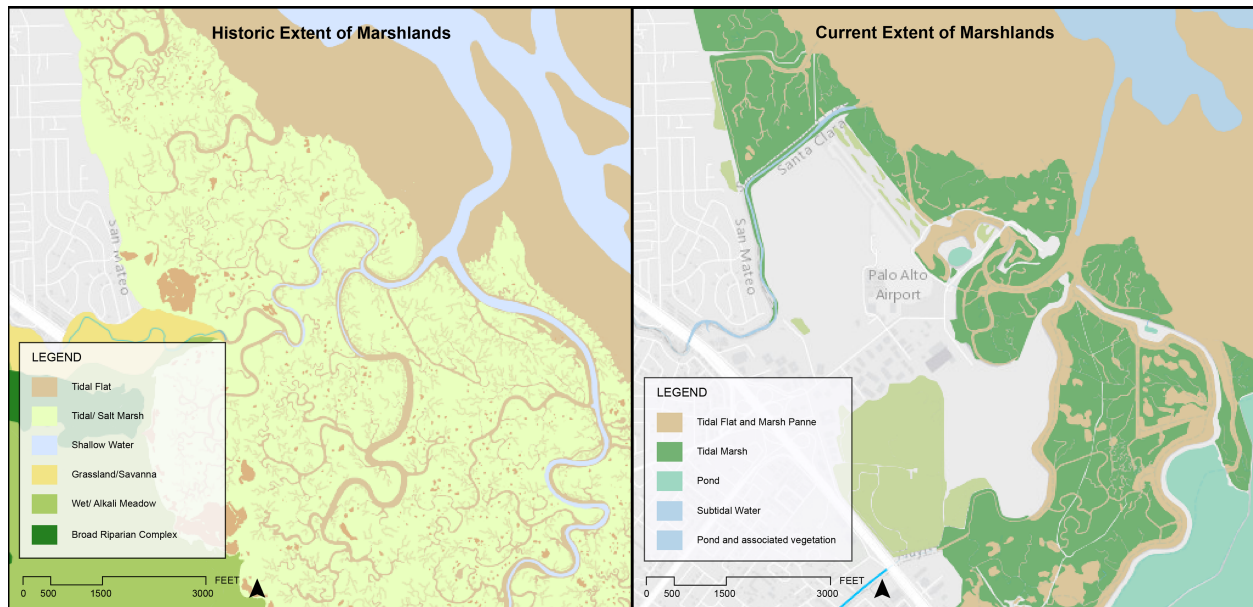 Historic Extent of Marshlands
San Mateo
LEGEND
Tidal Flat
Tidal/ Salt Marsh
Shallow Water
Grassland/Savanna
Wet/ Alkali Meadow
Broad Riparian Complex
0 500 1500 3000 FEET
Current Extent of Marshlands
Santa Clara
San Mateo
Palo Alto
Airport
LEGEND
Tidal Flat and Marsh Panne
Tidal Marsh
Pond
Subtidal Water
Pond and associated vegetation
0 500 1500 3000 FEET